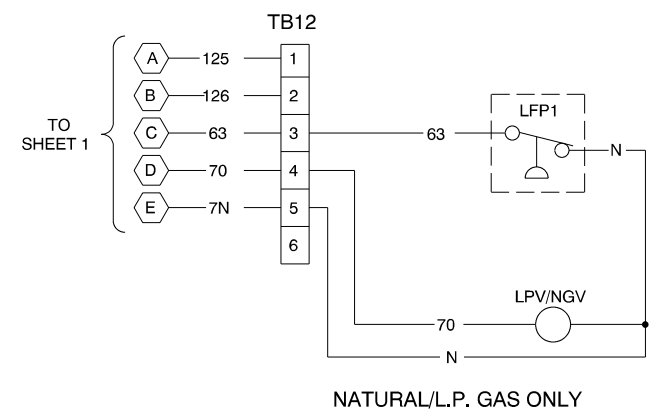 TB12
A 125 1
B 126 2
TO
SHEET 1
C 63 3 63
LFP1
N
D 70 4
E 7N 5
6
LPV/NGV
70
N
NATURAL/L.P. GAS ONLY